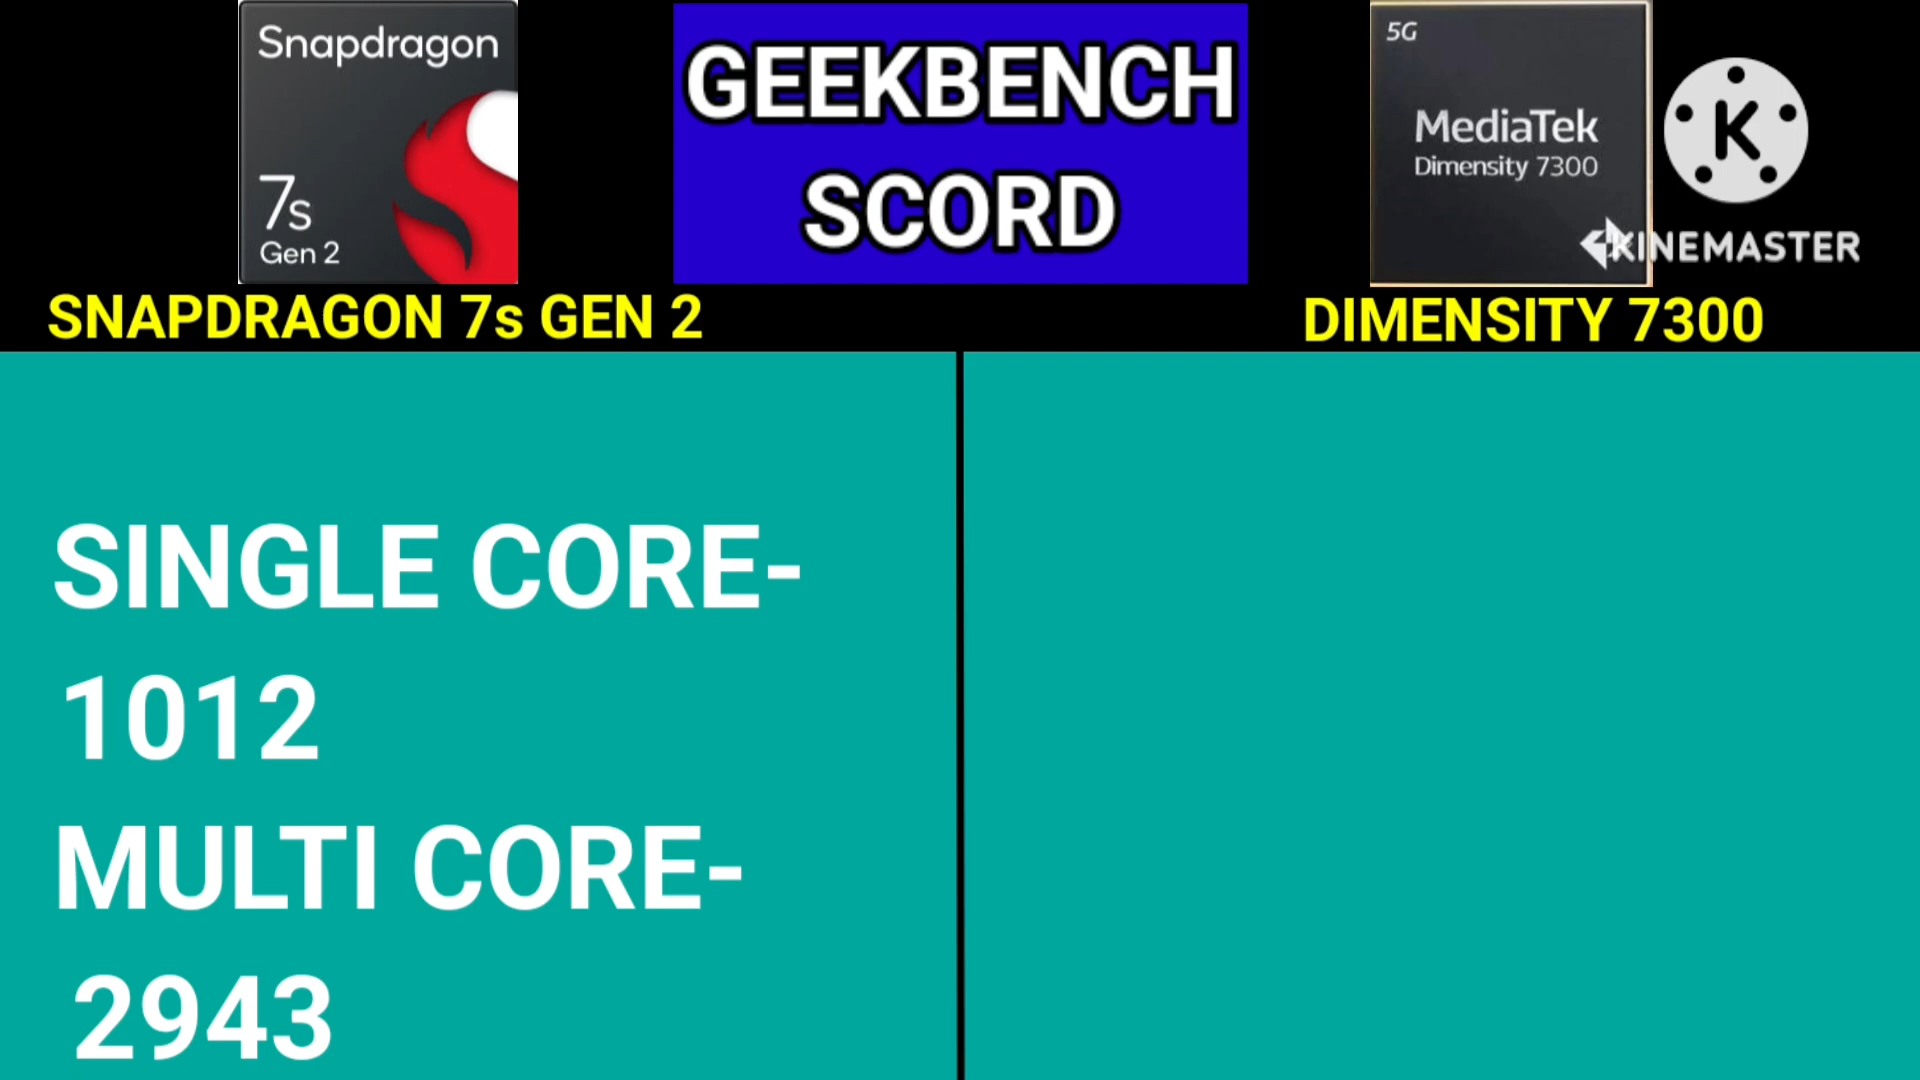 Snapdragon
7s
Gen 2
GEEKBENCH
SCORD
5G
MediaTek
Dimensity 7300
K
KINEMASTER
SNAPDRAGON 7s GEN 2
DIMENSITY 7300
SINGLE CORE-
1012
MULTI CORE-
2943